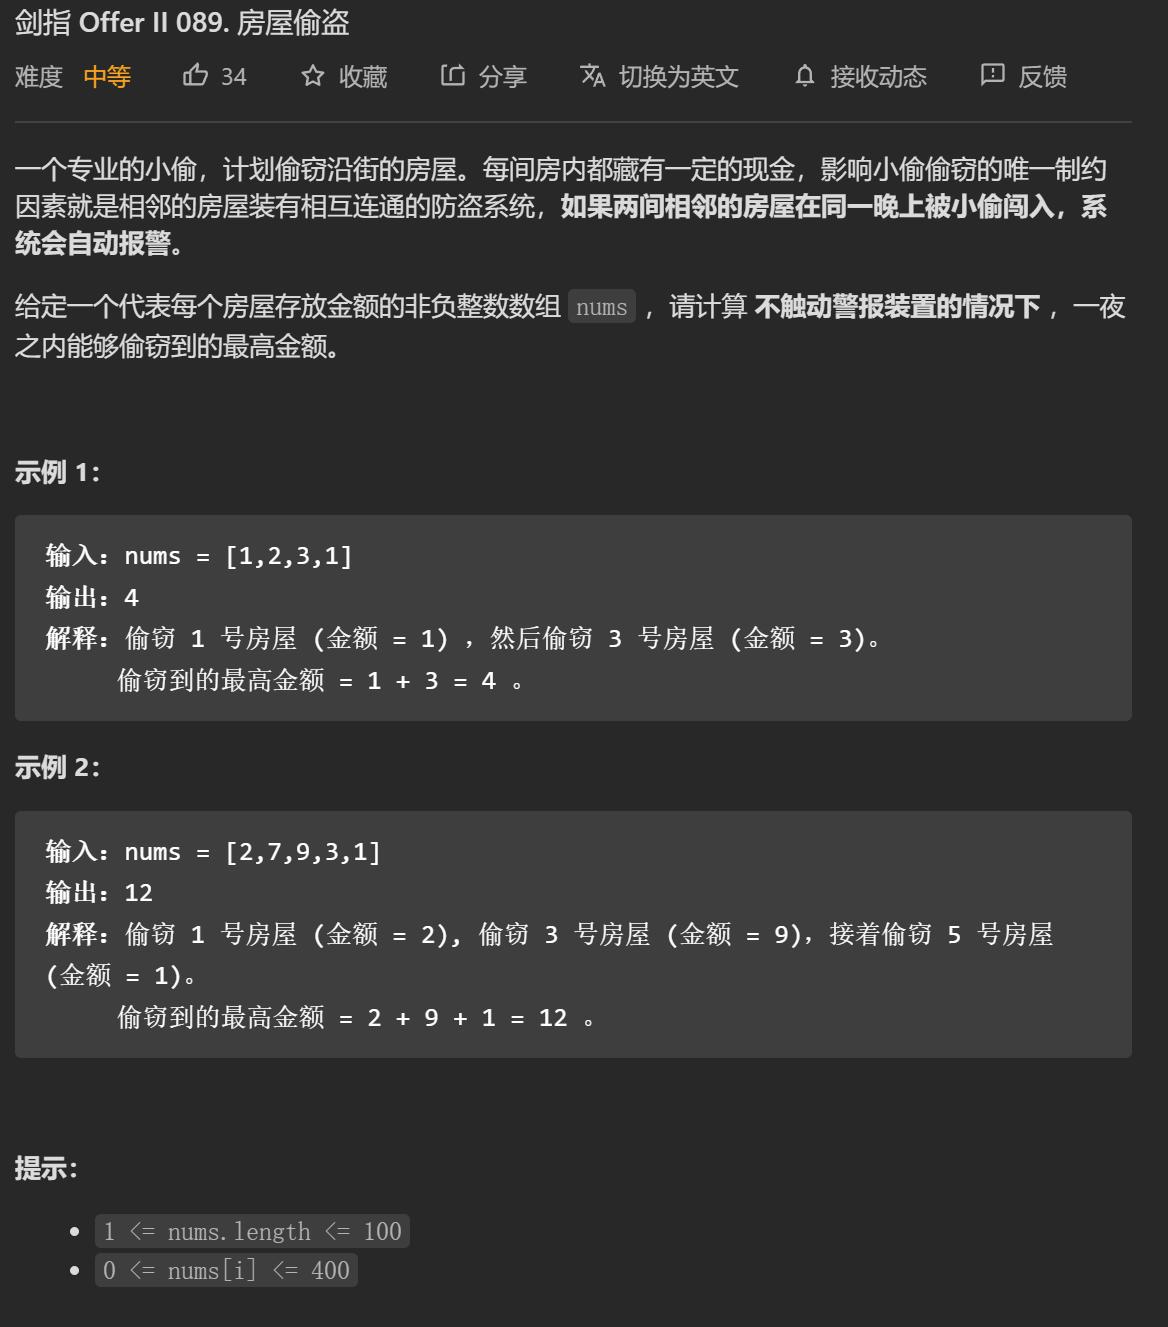 剑指 Offer II 089. 房屋偷盗
难度 中等 34 收藏 分享 切换为英文 接收动态 反馈
一个专业的小偷，计划偷窃沿街的房屋。每间房内都藏有一定的现金，影响小偷偷窃的唯一制约
因素就是相邻的房屋装有相互连通的防盗系统，如果两间相邻的房屋在同一晚上被小偷闯入，系
统会自动报警。
给定一个代表每个房屋存放金额的非负整数数组 nums ，请计算 不触动警报装置的情况下 ，一夜
之内能够偷窃到的最高金额。
示例 1：
输入：nums = [1,2,3,1]
输出：4
解释：偷窃 1 号房屋 (金额 = 1) ，然后偷窃 3 号房屋 (金额 = 3)。
偷窃到的最高金额 = 1 + 3 = 4 。
示例 2：
输入：nums = [2,7,9,3,1]
输出：12
解释：偷窃 1 号房屋 (金额 = 2), 偷窃 3 号房屋 (金额 = 9)，接着偷窃 5 号房屋
(金额 = 1)。
偷窃到的最高金额 = 2 + 9 + 1 = 12 。
提示：
1 <= nums.length <= 100
0 <= nums[i] <= 400